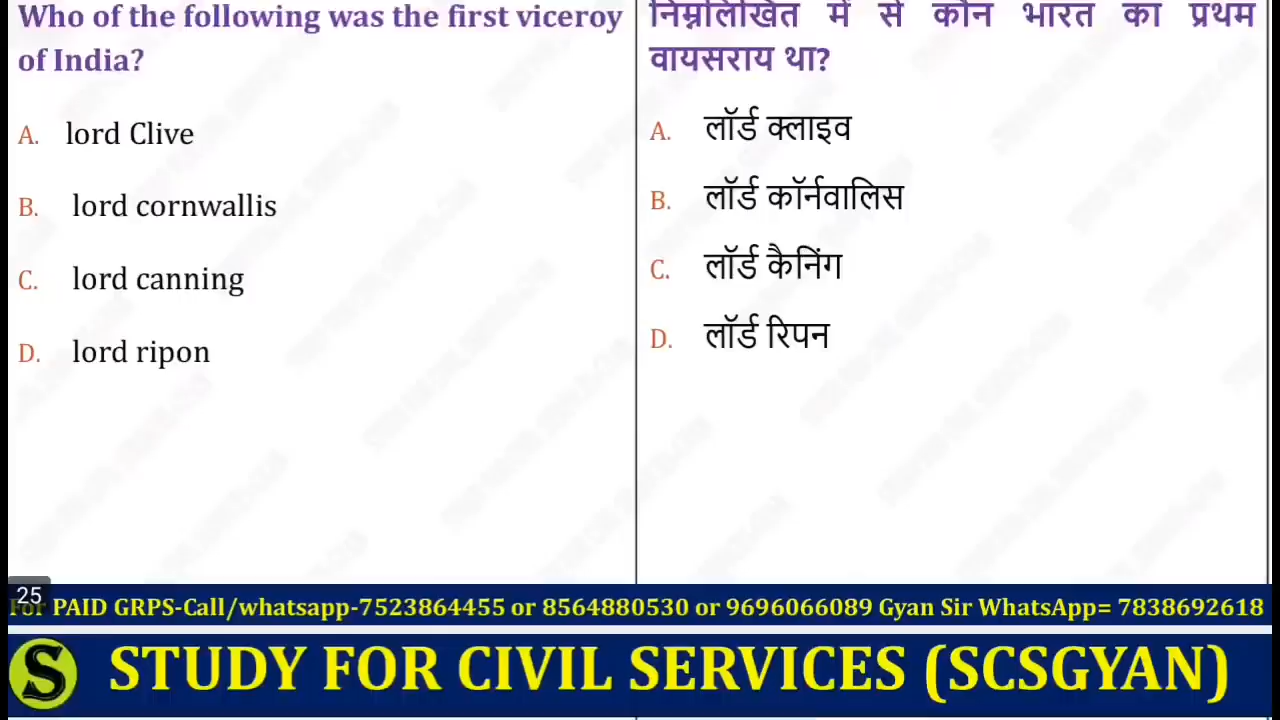 Who of the following was the first viceroy
of India?
A. lord Clive
B. lord cornwallis
C. lord canning
D. lord ripon
निम्नलिखित में से कौन भारत का प्रथम
वायसराय था?
A. लॉर्ड क्लाइव
B. लॉर्ड कॉर्नवालिस
C. लॉर्ड कैनिंग
D. लॉर्ड रिपन
25
For PAID GRPS-Call/whatsapp-7523864455 or 8564880530 or 9696066089 Gyan Sir WhatsApp= 7838692618
S STUDY FOR CIVIL SERVICES (SCSGYAN)